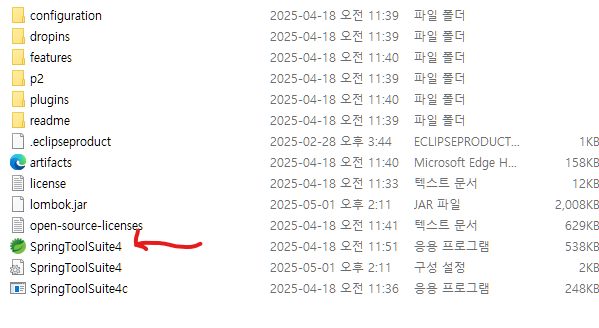 configuration 2025-04-18 오전 11:39 파일 폴더
dropins 2025-04-18 오전 11:39 파일 폴더
features 2025-04-18 오전 11:40 파일 폴더
p2 2025-04-18 오전 11:39 파일 폴더
plugins 2025-04-18 오전 11:40 파일 폴더
readme 2025-04-18 오전 11:39 파일 폴더
.eclipseproduct 2025-02-28 오후 3:44 ECLIPSEPRODUCT... 1KB
artifacts 2025-04-18 오전 11:40 Microsoft Edge H... 158KB
license 2025-04-18 오전 11:33 텍스트 문서 12KB
lombok.jar 2025-05-01 오후 2:11 JAR 파일 2,008KB
open-source-licenses 2025-04-18 오전 11:41 텍스트 문서 629KB
SpringToolSuite4 2025-04-18 오전 11:51 응용 프로그램 538KB
SpringToolSuite4 2025-05-01 오후 2:11 구성 설정 2KB
SpringToolSuite4c 2025-04-18 오전 11:36 응용 프로그램 248KB